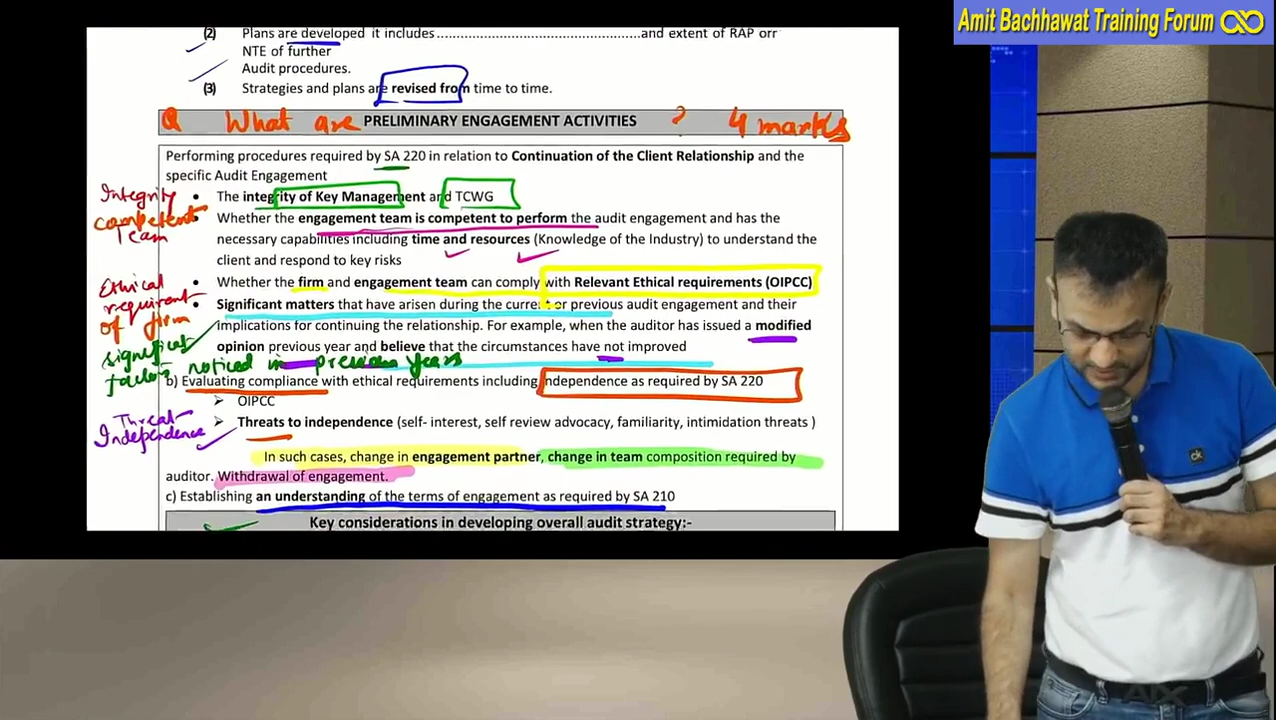 Amit Bachhawat Training Forum
(2) Plans are developed it includes.....................................................and extent of RAP orr
NTE of further
Audit procedures.
(3) Strategies and plans are revised from time to time.
Q What are PRELIMINARY ENGAGEMENT ACTIVITIES ? 4 marks
Performing procedures required by SA 220 in relation to Continuation of the Client Relationship and the
specific Audit Engagement
Integrity
• The integrity of Key Management and TCWG
competent
Team
• Whether the engagement team is competent to perform the audit engagement and has the
necessary capabilities including time and resources (Knowledge of the Industry) to understand the
client and respond to key risks
Ethical
requirment
of firm
• Whether the firm and engagement team can comply with Relevant Ethical requirements (OIPCC)
• Significant matters that have arisen during the current or previous audit engagement and their
implications for continuing the relationship. For example, when the auditor has issued a modified
opinion previous year and believe that the circumstances have not improved
significat
factors noticed in previous years
b) Evaluating compliance with ethical requirements including independence as required by SA 220
➢ OIPCC
Threat
Independence
➢ Threats to independence (self- interest, self review advocacy, familiarity, intimidation threats )
In such cases, change in engagement partner, change in team composition required by
auditor. Withdrawal of engagement.
c) Establishing an understanding of the terms of engagement as required by SA 210
Key considerations in developing overall audit strategy:-